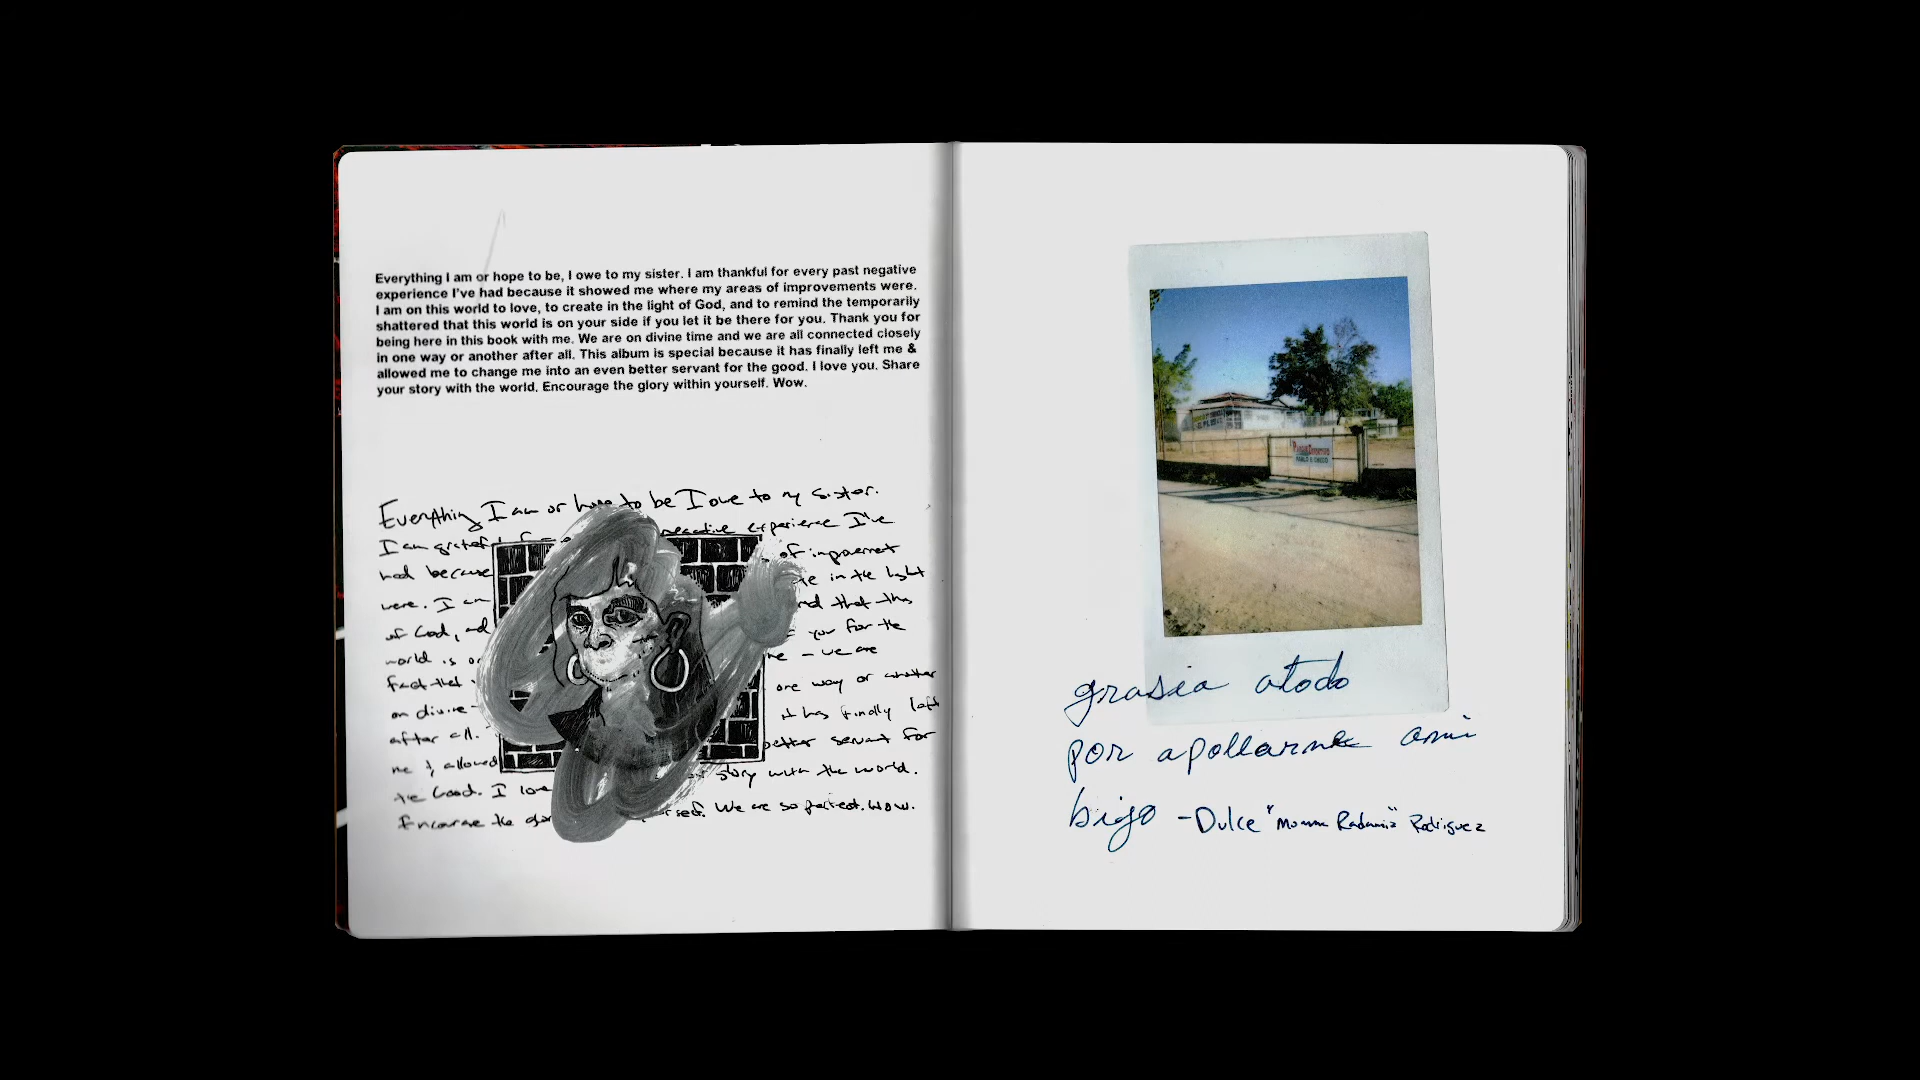 Everything I am or hope to be, I owe to my sister. I am thankful for every past negative
experience I've had because it showed me where my areas of improvements were.
I am on this world to love, to create in the light of God, and to remind the temporarily
shattered that this world is on your side if you let it be there for you. Thank you for
being here in this book with me. We are on divine time and we are all connected closely
in one way or another after all. This album is special because it has finally left me &
allowed me to change me into an even better servant for the good. I love you. Share
your story with the world. Encourage the glory within yourself. Wow.
Everything I am or hope to be I owe to my sister.
I am negative experience I've
had because
were. I am in the light
of God, and that this
world is you for the
fact that we are
on divine one way or another
after all. it has finally left
me & allowed better servant for
the Good. I love story with the world.
Encourage the We are so perfect. Wow.
PABLO
grasia atodo
por apollarme ami
bijo -Dulce "Momma Radamiz" Rodriguez